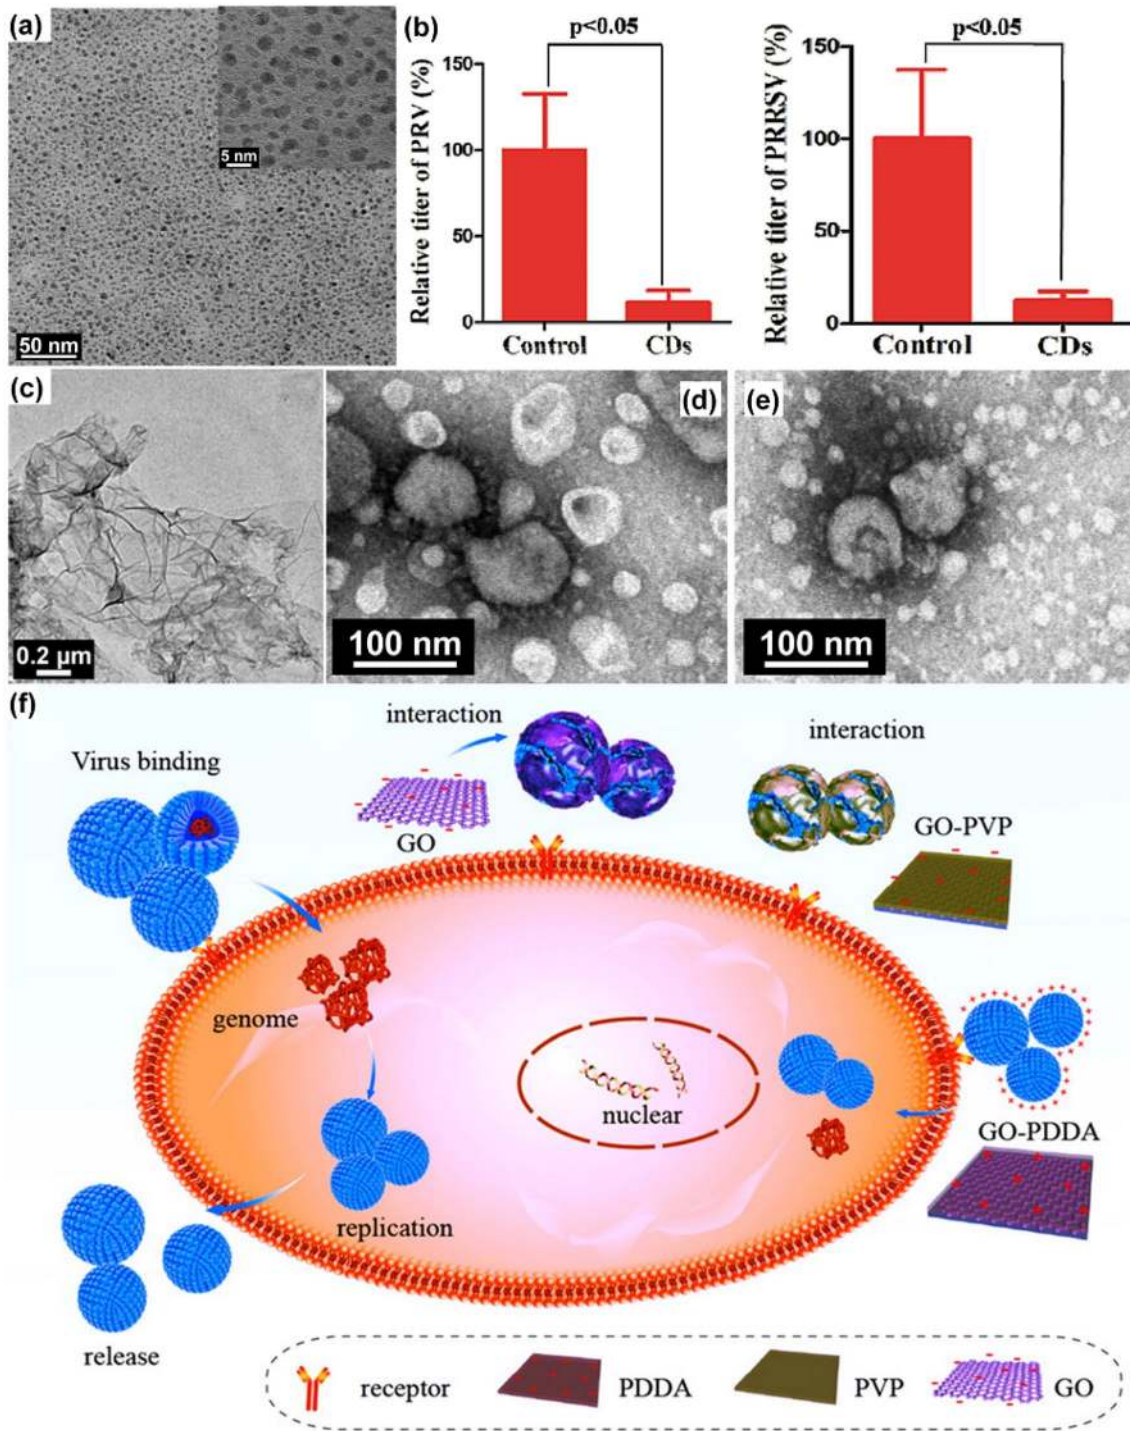 (a)
5 nm
50 nm
(b)
p<0.05
Relative titer of PRV (%)
150
100
50
0
Control CDs
p<0.05
Relative titer of PRRSV (%)
150
100
50
0
Control CDs
(c)
0.2 µm
(d)
100 nm
(e)
100 nm
(f)
interaction
interaction
Virus binding
GO
GO-PVP
genome
nuclear
GO-PDDA
replication
release
receptor PDDA PVP GO